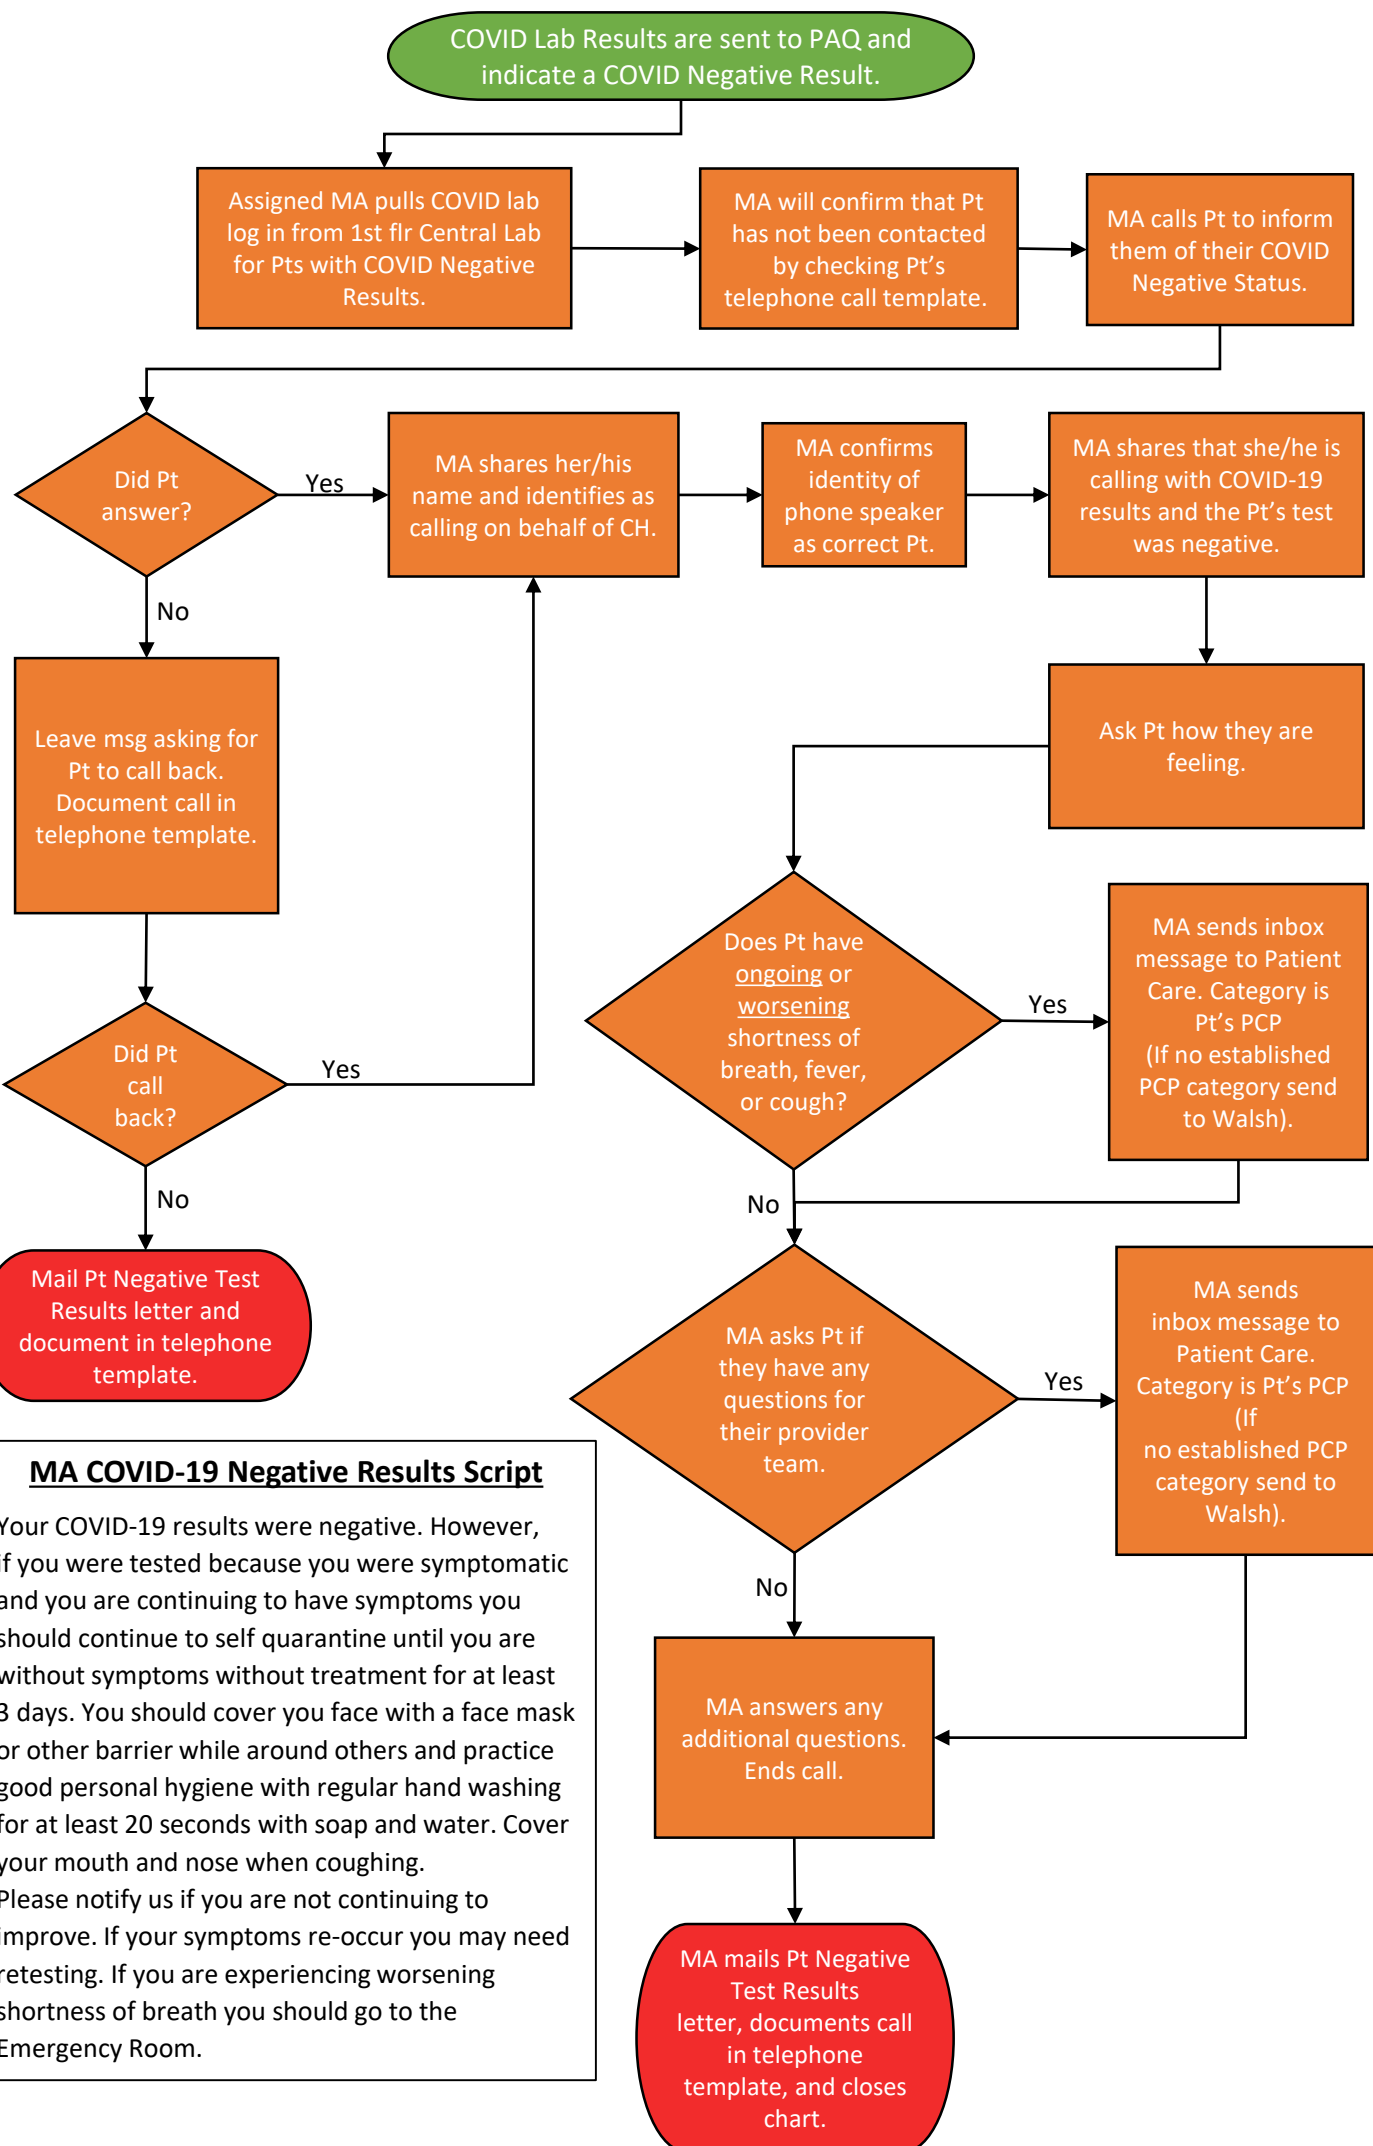 COVID Lab Results are sent to PAQ and
indicate a COVID Negative Result.
Assigned MA pulls COVID lab
log in from 1st flr Central Lab
for Pts with COVID Negative
Results.
MA will confirm that Pt
has not been contacted
by checking Pt’s
telephone call template.
MA calls Pt to inform
them of their COVID
Negative Status.
Did Pt
answer?
Yes
MA shares her/his
name and identifies as
calling on behalf of CH.
MA confirms
identity of
phone speaker
as correct Pt.
MA shares that she/he is
calling with COVID-19
results and the Pt’s test
was negative.
No
Leave msg asking for
Pt to call back.
Document call in
telephone template.
Ask Pt how they are
feeling.
Did Pt
call
back?
Yes
Does Pt have
ongoing or
worsening
shortness of
breath, fever,
or cough?
Yes
MA sends inbox
message to Patient
Care. Category is
Pt’s PCP
(If no established
PCP category send
to Walsh).
No
No
Mail Pt Negative Test
Results letter and
document in telephone
template.
MA asks Pt if
they have any
questions for
their provider
team.
Yes
MA sends
inbox message to
Patient Care.
Category is Pt’s PCP
(If
no established PCP
category send to
Walsh).
No
MA answers any
additional questions.
Ends call.
MA mails Pt Negative
Test Results
letter, documents call
in telephone
template, and closes
chart.
MA COVID-19 Negative Results Script
Your COVID-19 results were negative. However,
if you were tested because you were symptomatic
and you are continuing to have symptoms you
should continue to self quarantine until you are
without symptoms without treatment for at least
3 days. You should cover you face with a face mask
or other barrier while around others and practice
good personal hygiene with regular hand washing
for at least 20 seconds with soap and water. Cover
your mouth and nose when coughing.
Please notify us if you are not continuing to
improve. If your symptoms re-occur you may need
retesting. If you are experiencing worsening
shortness of breath you should go to the
Emergency Room.